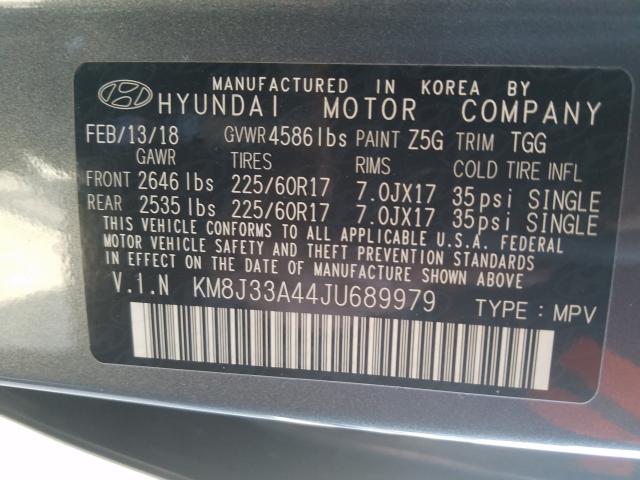 MANUFACTURED IN KOREA BY
HYUNDAI MOTOR COMPANY
FEB/13/18 GVWR 4586 lbs PAINT Z5G TRIM TGG
GAWR TIRES RIMS COLD TIRE INFL
FRONT 2646 lbs 225/60R17 7.0JX17 35psi SINGLE
REAR 2535 lbs 225/60R17 7.0JX17 35psi SINGLE
THIS VEHICLE CONFORMS TO ALL APPLICABLE U.S.A. FEDERAL
MOTOR VEHICLE SAFETY AND THEFT PREVENTION STANDARDS
IN EFFECT ON THE DATE OF MANUFACTURE SHOWN ABOVE
V.I.N KM8J33A44JU689979 TYPE : MPV